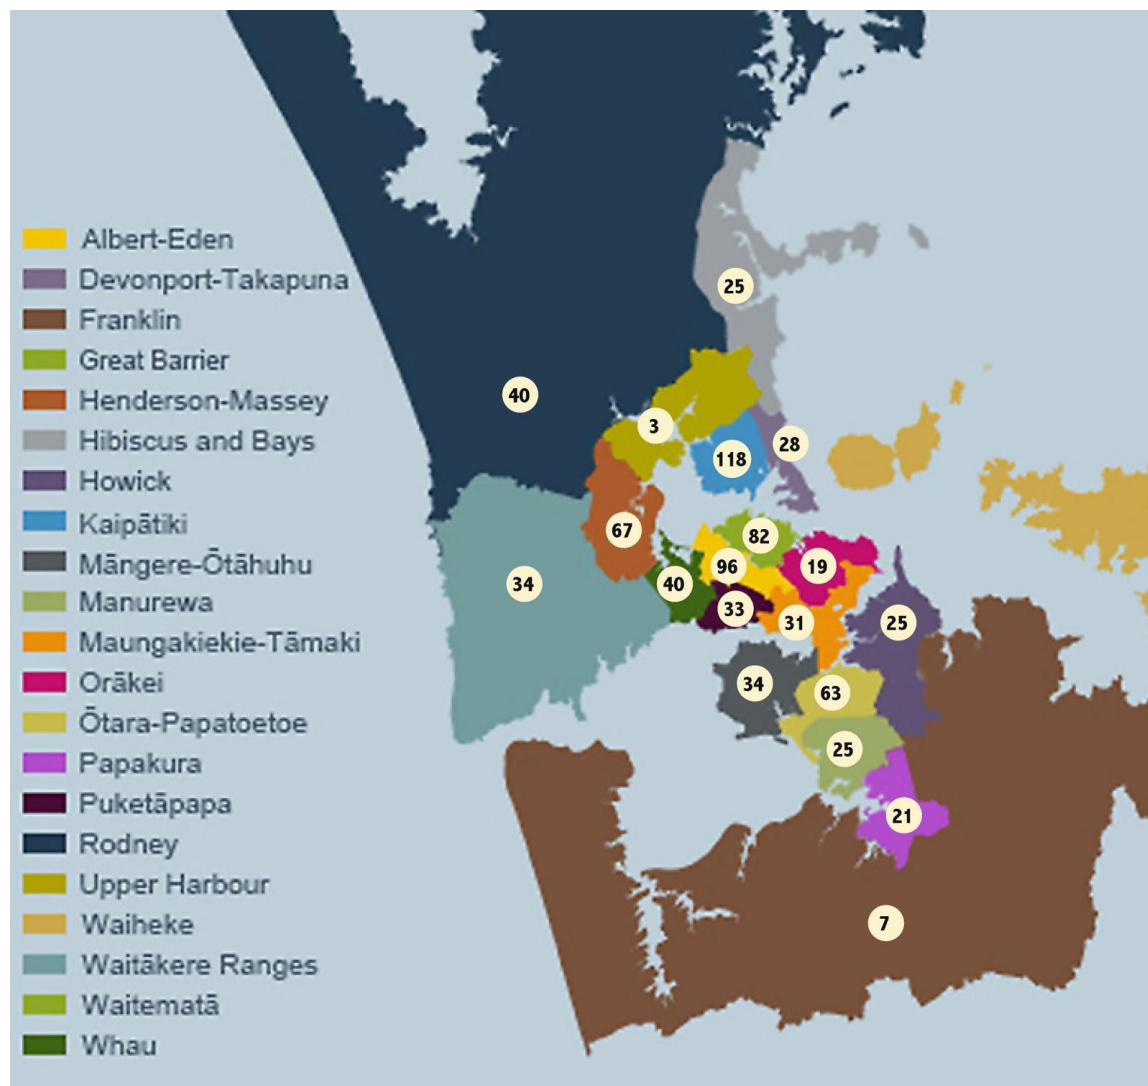 Albert-Eden
Devonport-Takapuna
Franklin
Great Barrier
Henderson-Massey
Hibiscus and Bays
Howick
Kaipātiki
Māngere-Ōtāhuhu
Manurewa
Maungakiekie-Tāmaki
Orākei
Ōtara-Papatoetoe
Papakura
Puketāpapa
Rodney
Upper Harbour
Waiheke
Waitākere Ranges
Waitematā
Whau
25
40
3
28
118
67
82
96
19
34
40
33
31
25
34
63
25
21
7